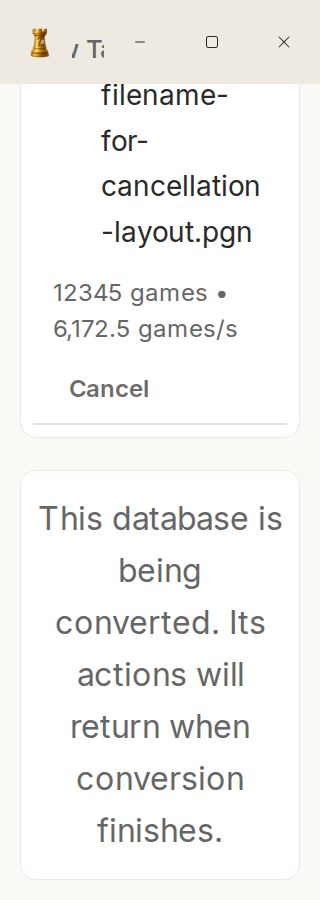 filename-
for-
cancellation
-layout.pgn
12345 games •
6,172.5 games/s
Cancel
This database is
being
converted. Its
actions will
return when
conversion
finishes.